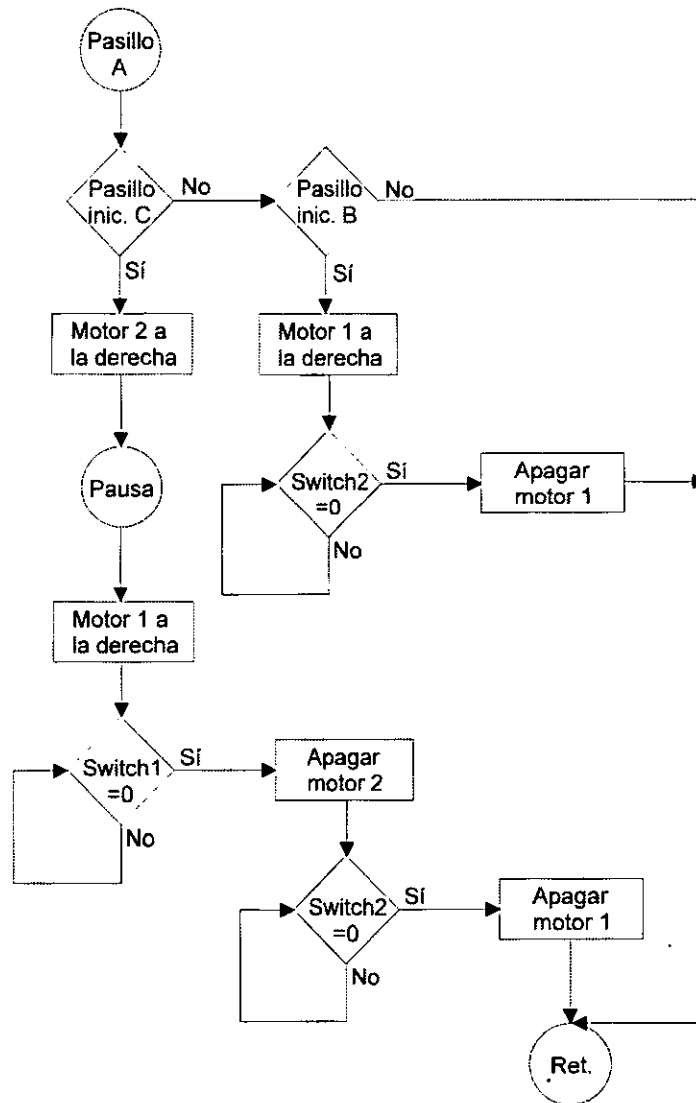 Pasillo
A
Pasillo
inic. C
No
Pasillo
inic. B
No
Sí
Sí
Motor 2 a
la derecha
Motor 1 a
la derecha
Pausa
Switch2
=0
Sí
No
Apagar
motor 1
Motor 1 a
la derecha
Switch1
=0
Sí
No
Apagar
motor 2
Switch2
=0
Sí
No
Apagar
motor 1
Ret.